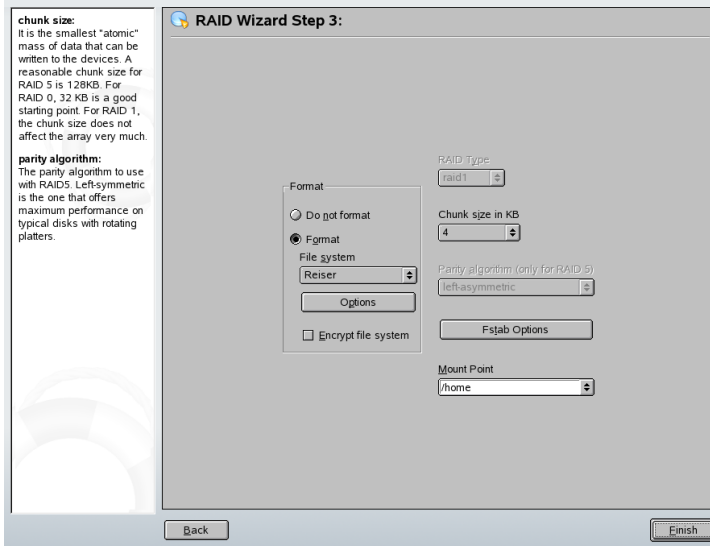 chunk size:
It is the smallest "atomic"
mass of data that can be
written to the devices. A
reasonable chunk size for
RAID 5 is 128KB. For
RAID 0, 32 KB is a good
starting point. For RAID 1,
the chunk size does not
affect the array very much.
parity algorithm:
The parity algorithm to use
with RAID5. Left-symmetric
is the one that offers
maximum performance on
typical disks with rotating
platters.
RAID Wizard Step 3:
Format
Do not format
Format
File system
Reiser
Options
Encrypt file system
RAID Type
raid1
Chunk size in KB
4
Parity algorithm (only for RAID 5)
left-asymmetric
Fstab Options
Mount Point
/home
Back
Finish